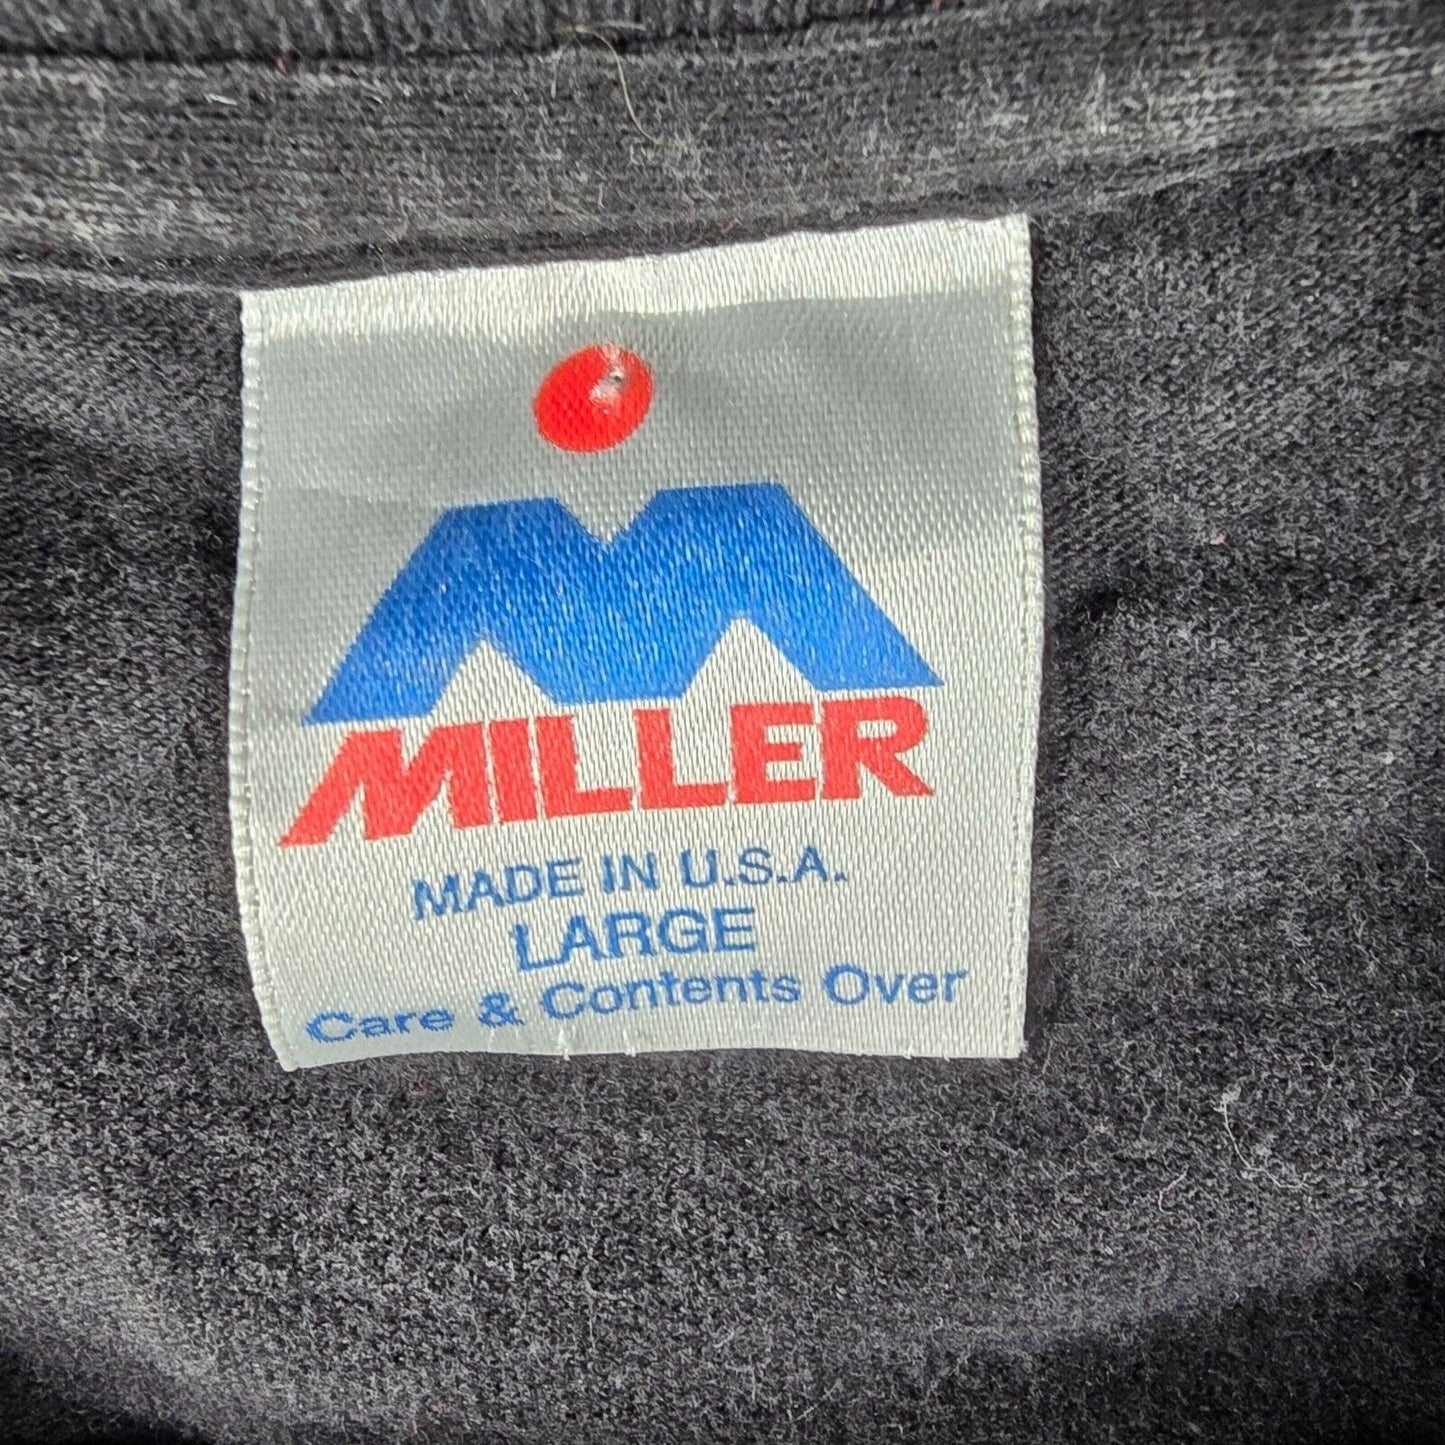 MILLER
MADE IN U.S.A.
LARGE
Care & Contents Over